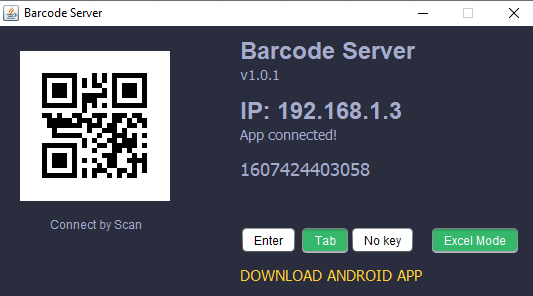 Barcode Server
Barcode Server
v1.0.1
IP: 192.168.1.3
App connected!
1607424403058
Connect by Scan
Enter Tab No key Excel Mode
DOWNLOAD ANDROID APP